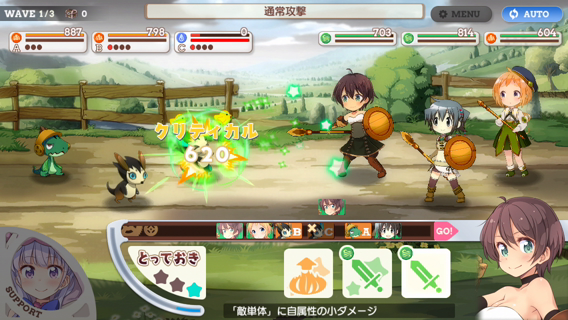 WAVE 1/3 0
通常攻撃
MENU
AUTO
887
A
798
B
0
C
703
814
604
クリティカル
620
B C A GO!
とっておき
SUPPORT
「敵単体」に自属性の小ダメージ